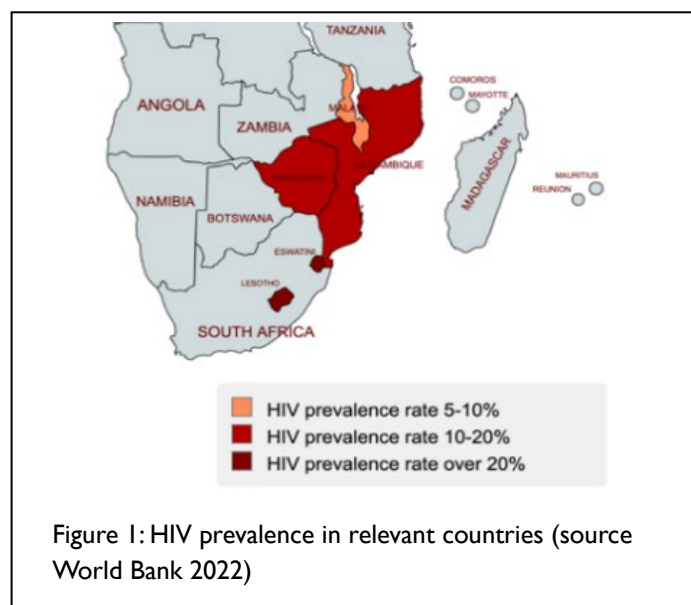 TANZANIA
COMOROS
MAYOTTE
ANGOLA
ZAMBIA
MADAGASCAR
MAURITIUS
REUNION
NAMIBIA
BOTSWANA
ESWATINI
LESOTHO
SOUTH AFRICA
HIV prevalence rate 5-10%
HIV prevalence rate 10-20%
HIV prevalence rate over 20%
Figure 1: HIV prevalence in relevant countries (source
World Bank 2022)